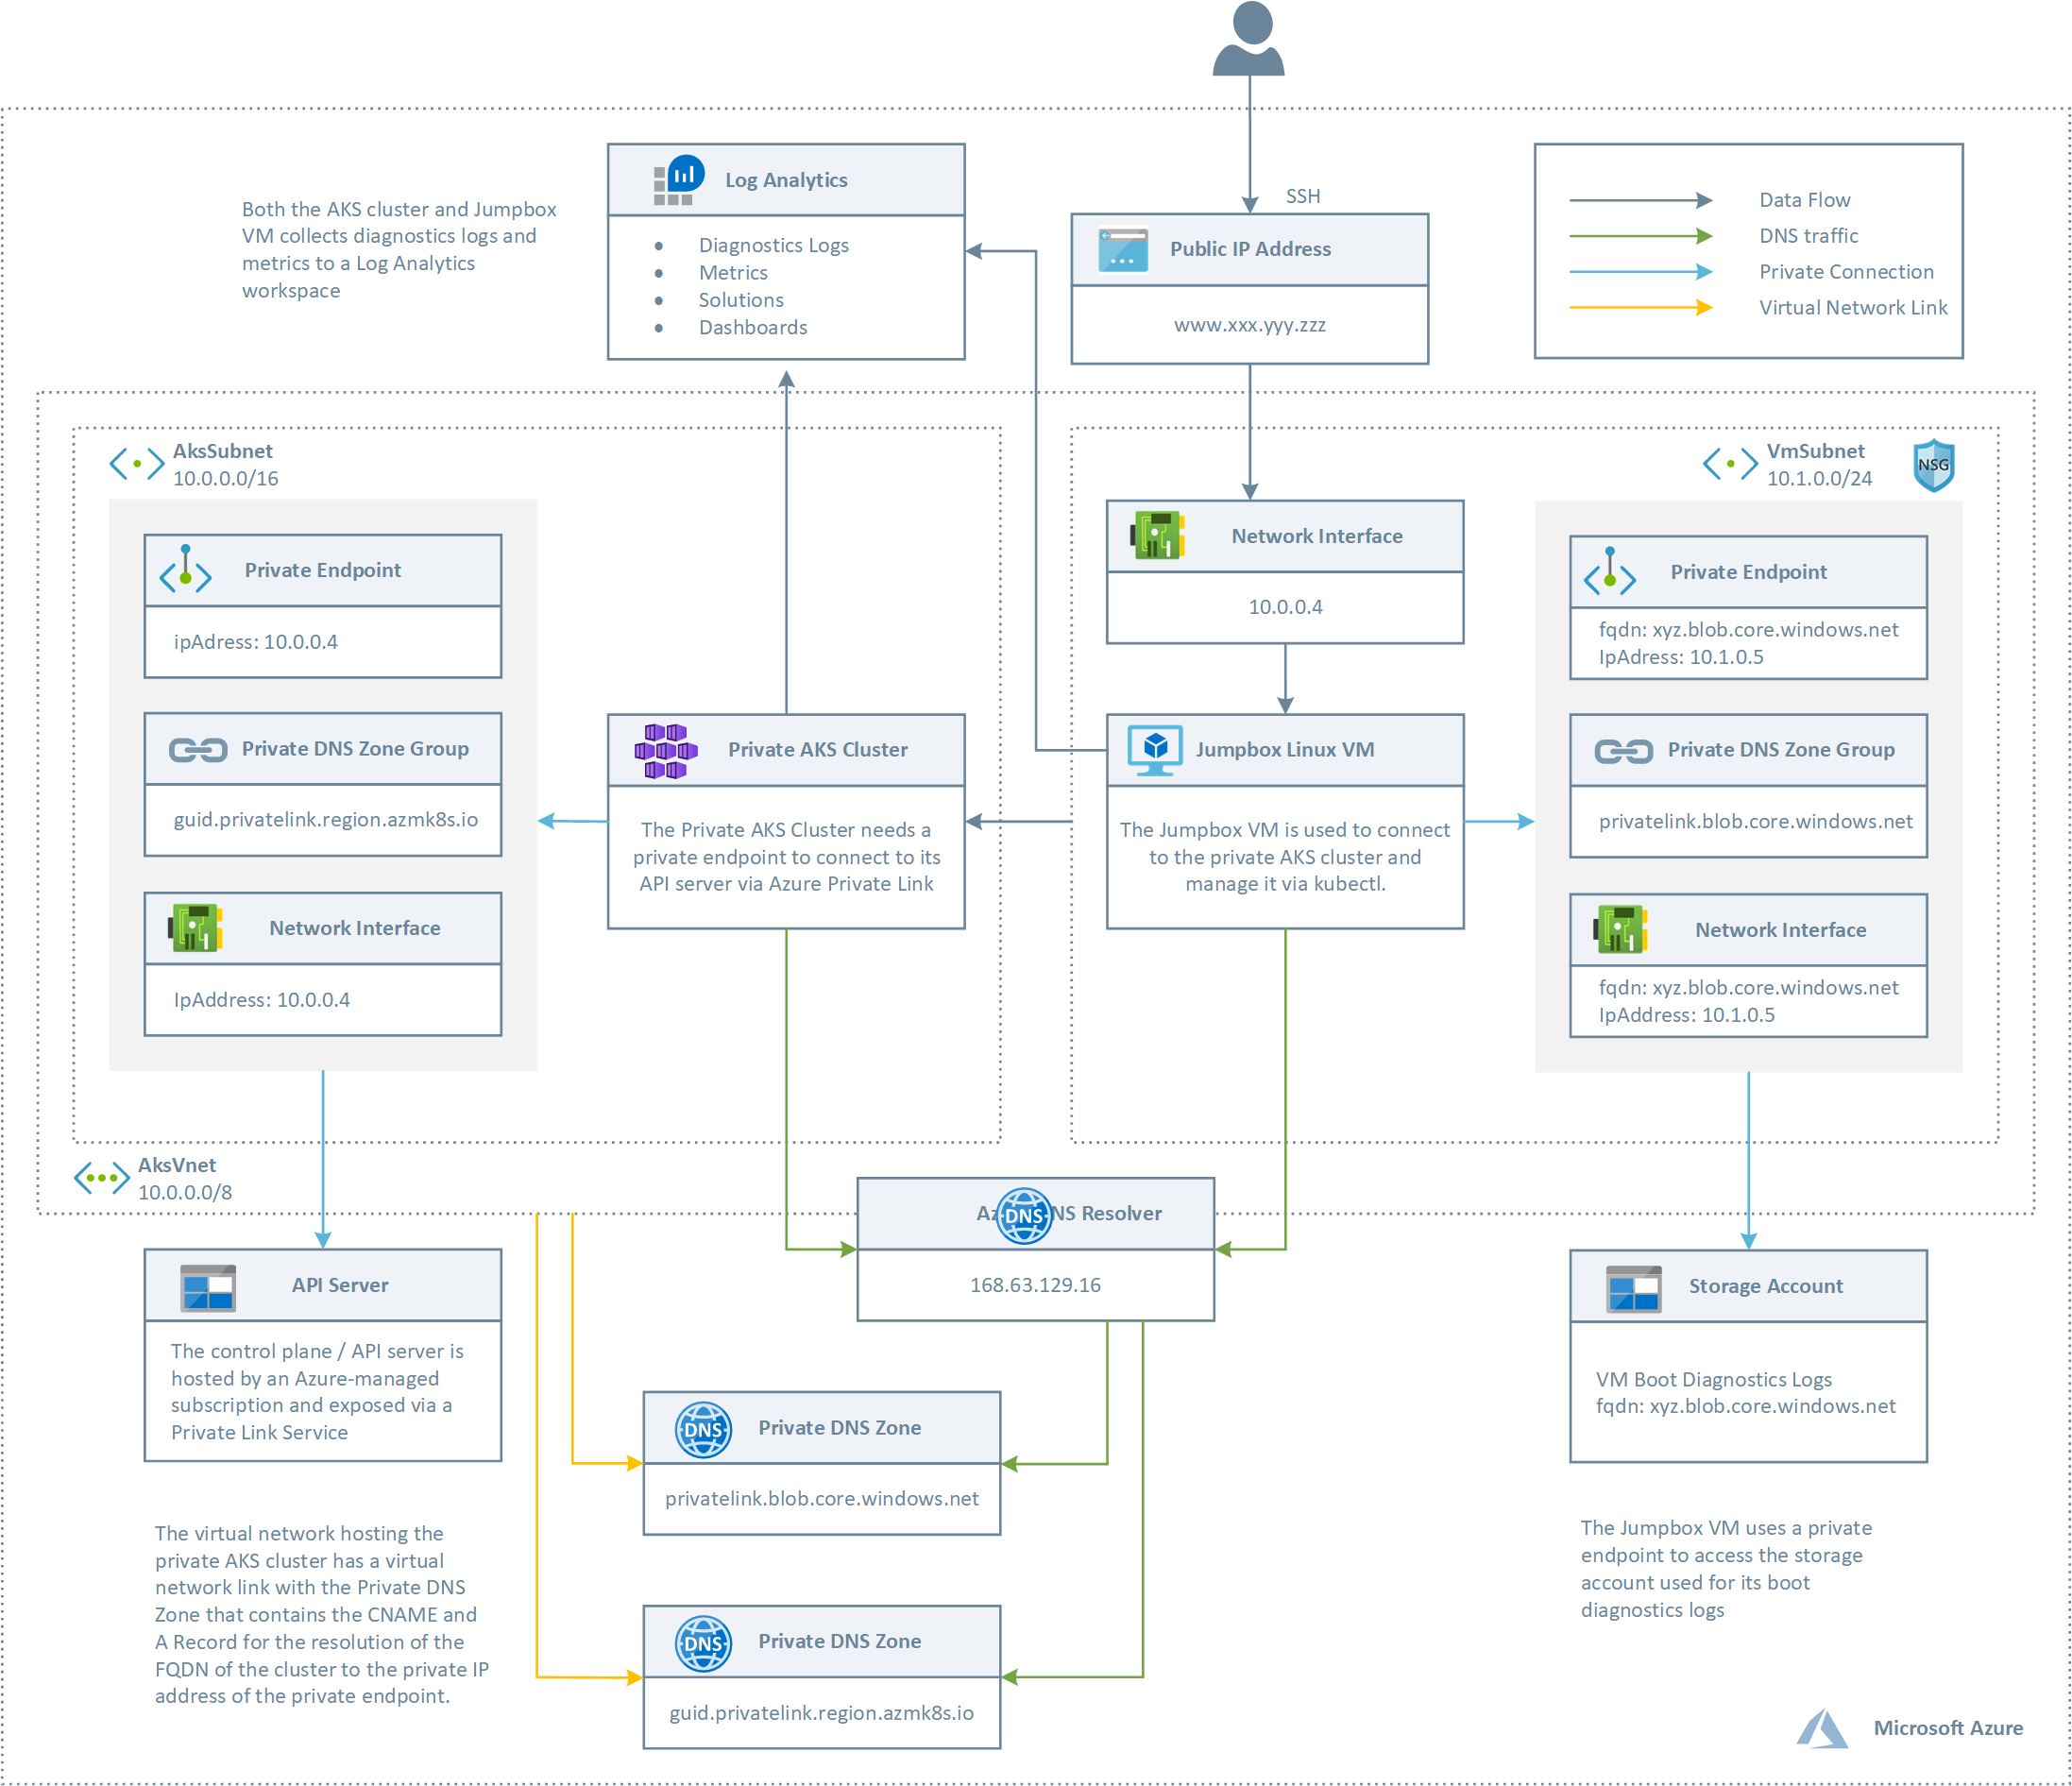 SSH
Log Analytics
Diagnostics Logs
Metrics
Solutions
Dashboards
Both the AKS cluster and Jumpbox
VM collects diagnostics logs and
metrics to a Log Analytics
workspace
Public IP Address
www.xxx.yyy.zzz
Data Flow
DNS traffic
Private Connection
Virtual Network Link
AksSubnet
10.0.0.0/16
Private Endpoint
ipAdress: 10.0.0.4
Private DNS Zone Group
guid.privatelink.region.azmk8s.io
Network Interface
IpAddress: 10.0.0.4
Private AKS Cluster
The Private AKS Cluster needs a
private endpoint to connect to its
API server via Azure Private Link
Network Interface
10.0.0.4
Jumpbox Linux VM
The Jumpbox VM is used to connect
to the private AKS cluster and
manage it via kubectl.
VmSubnet
10.1.0.0/24
NSG
Private Endpoint
fqdn: xyz.blob.core.windows.net
IpAdress: 10.1.0.5
Private DNS Zone Group
privatelink.blob.core.windows.net
Network Interface
fqdn: xyz.blob.core.windows.net
IpAddress: 10.1.0.5
AksVnet
10.0.0.0/8
DNS
Resolver
168.63.129.16
API Server
The control plane / API server is
hosted by an Azure-managed
subscription and exposed via a
Private Link Service
Storage Account
VM Boot Diagnostics Logs
fqdn: xyz.blob.core.windows.net
DNS
Private DNS Zone
privatelink.blob.core.windows.net
The virtual network hosting the
private AKS cluster has a virtual
network link with the Private DNS
Zone that contains the CNAME and
A Record for the resolution of the
FQDN of the cluster to the private IP
address of the private endpoint.
DNS
Private DNS Zone
guid.privatelink.region.azmk8s.io
The Jumpbox VM uses a private
endpoint to access the storage
account used for its boot
diagnostics logs
Microsoft Azure